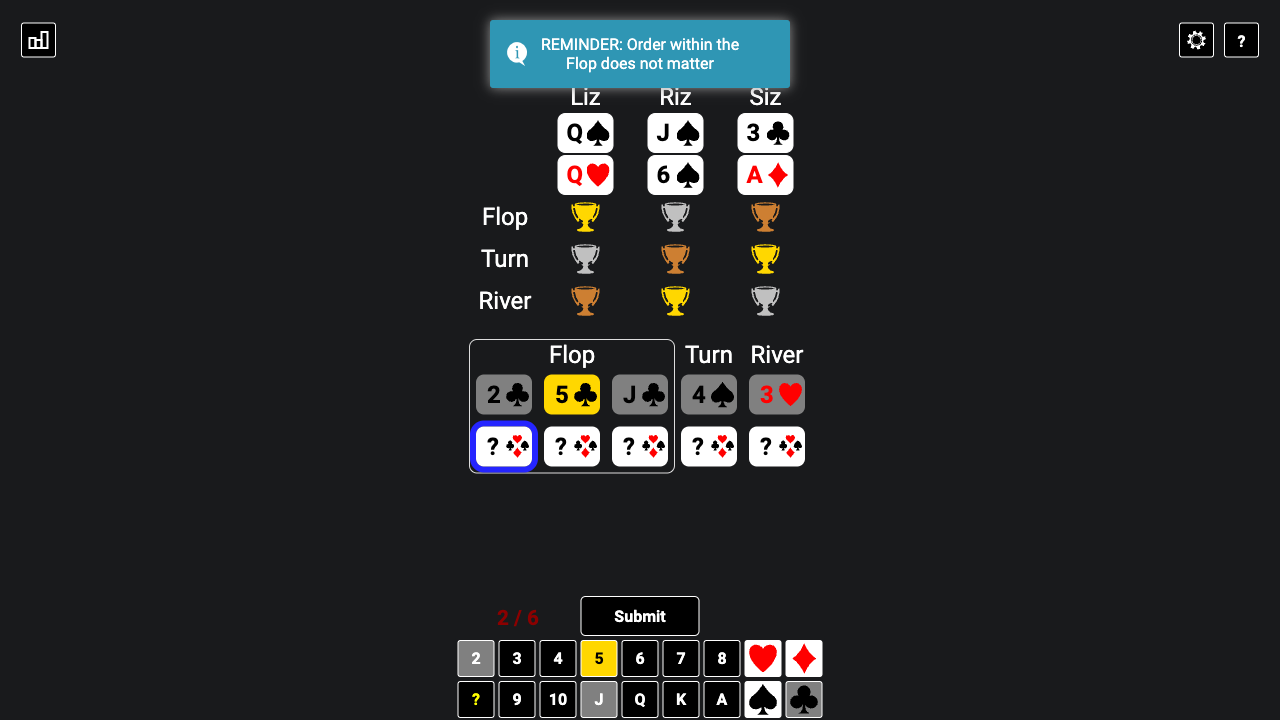 REMINDER: Order within the
Flop does not matter
?
Liz Riz Siz
Q J 3
Q 6 A
Flop
Turn
River
Flop Turn River
2 5 J 4 3
? ? ? ? ?
2 / 6 Submit
2 3 4 5 6 7 8
? 9 10 J Q K A